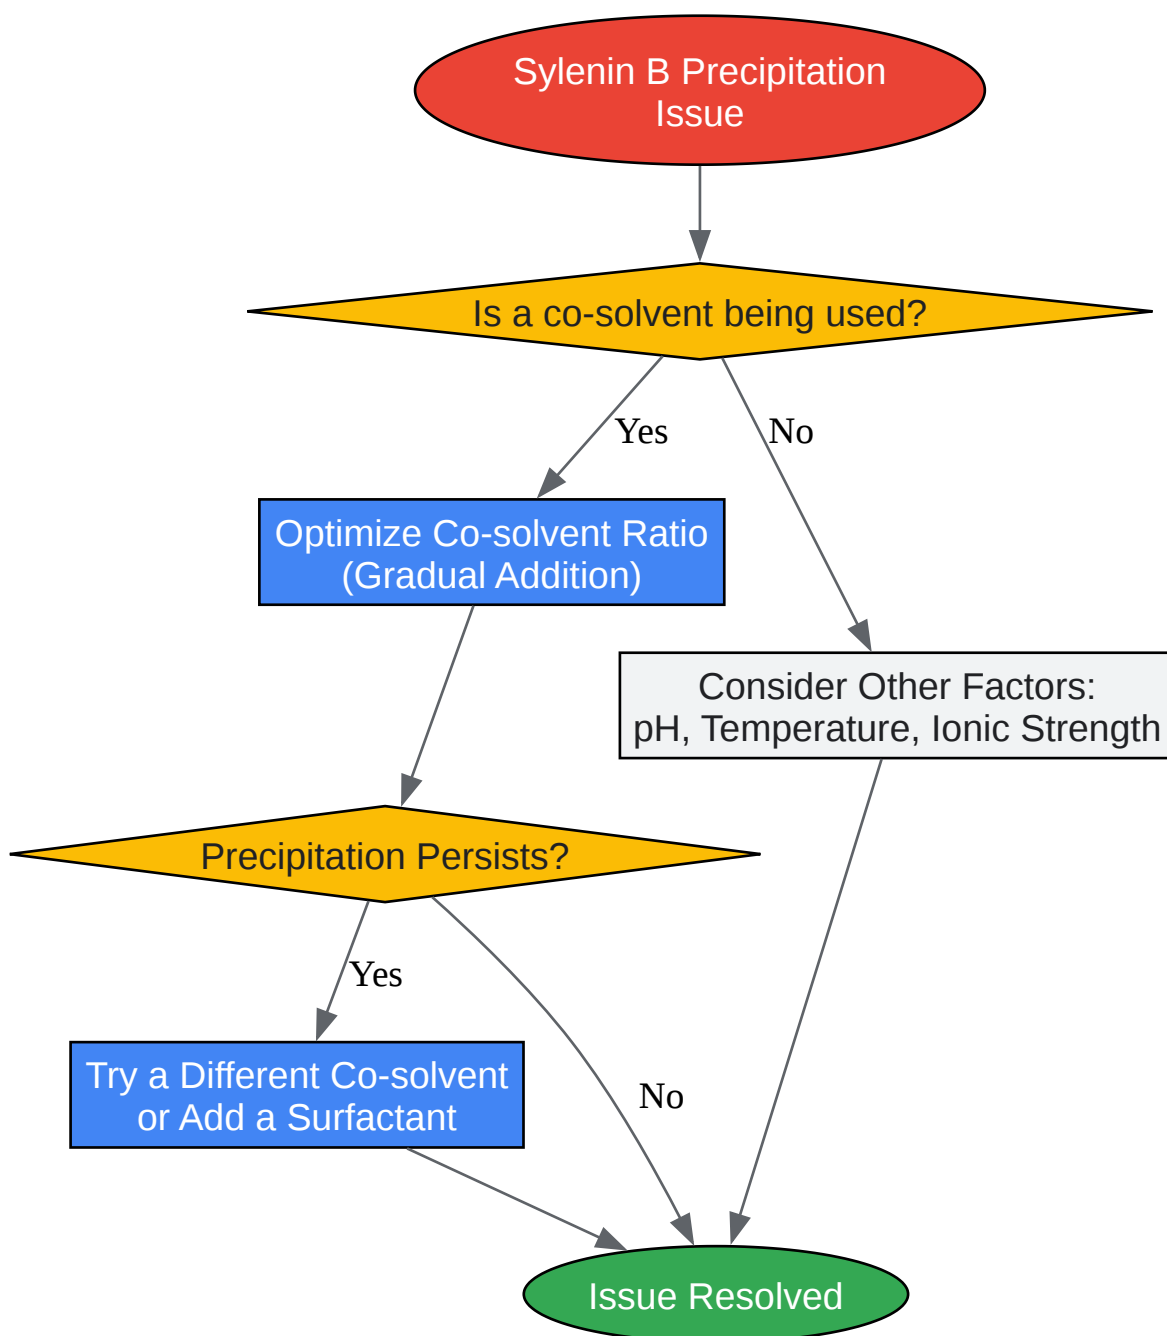 Sylenin B Precipitation
Issue
Is a co-solvent being used?
Yes
No
Optimize Co-solvent Ratio
(Gradual Addition)
Consider Other Factors:
pH, Temperature, Ionic Strength
Precipitation Persists?
Yes
Try a Different Co-solvent
or Add a Surfactant
No
Issue Resolved